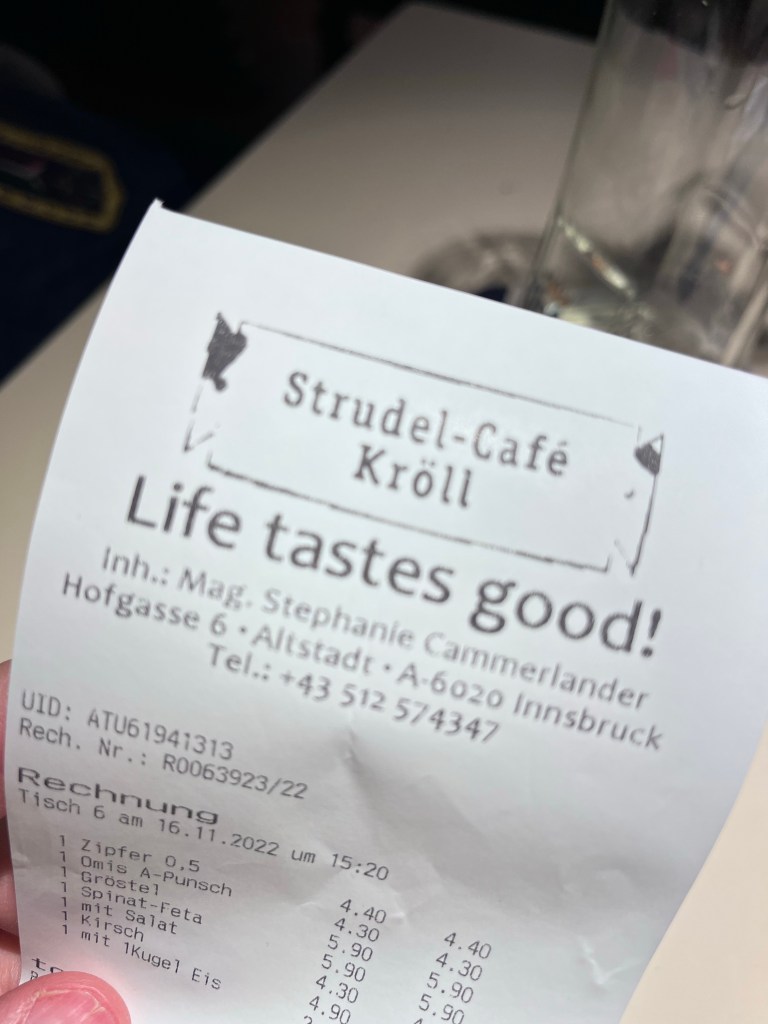 Strudel-Café
Kröll
Life tastes good!
Inh.: Mag. Stephanie Cammerlander
Hofgasse 6 • Altstadt • A-6020 Innsbruck
Tel.: +43 512 574347
UID: ATU61941313
Rech. Nr.: R0063923/22
Rechnung
Tisch 6 am 16.11.2022 um 15:20
1 Zipfer 0,5 4.40 4.40
1 Omis A-Punsch 4.30 4.30
1 Gröstel 5.90 5.90
1 Spinat-Feta 5.90 5.90
1 mit Salat 4.30
1 Kirsch 4.90
1 mit 1Kugel Eis